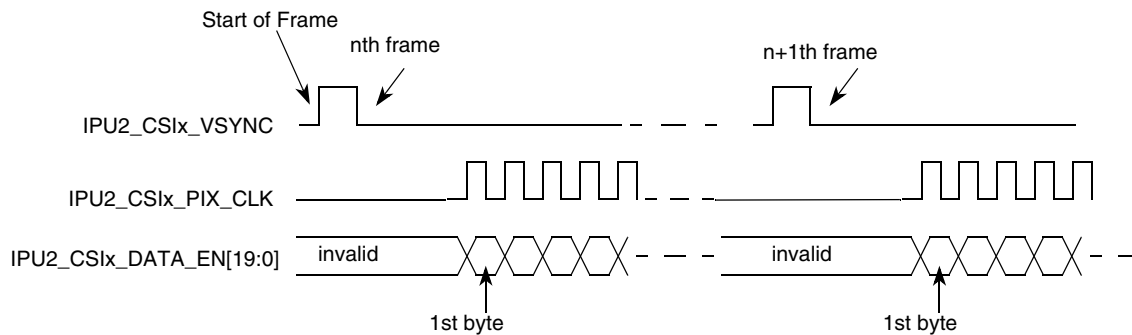 Start of Frame
nth frame
n+1th frame
IPU2_CSIx_VSYNC
IPU2_CSIx_PIX_CLK
IPU2_CSIx_DATA_EN[19:0]
invalid
invalid
1st byte
1st byte